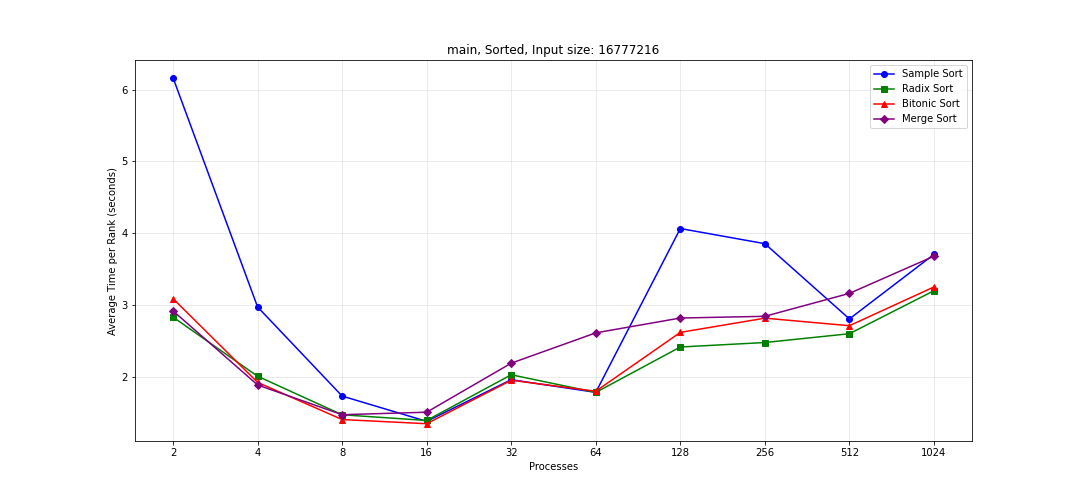 main, Sorted, Input size: 16777216
Sample Sort
Radix Sort
Bitonic Sort
Merge Sort
Average Time per Rank (seconds)
6
5
4
3
2
2 4 8 16 32 64 128 256 512 1024
Processes